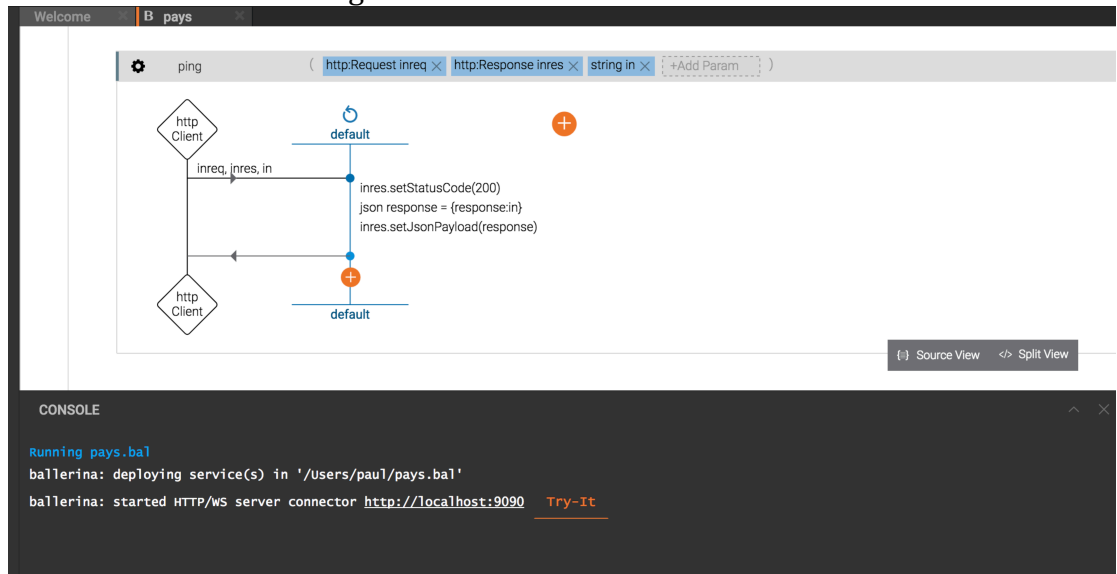 Welcome
B pays
ping ( http:Request inreq × http:Response inres × string in × +Add Param )
http
Client
default
inreq, inres, in
inres.setStatusCode(200)
json response = {response:in}
inres.setJsonPayload(response)
http
Client
default
{≡} Source View </> Split View
CONSOLE
Running pays.bal
ballerina: deploying service(s) in '/Users/paul/pays.bal'
ballerina: started HTTP/WS server connector http://localhost:9090 Try-It